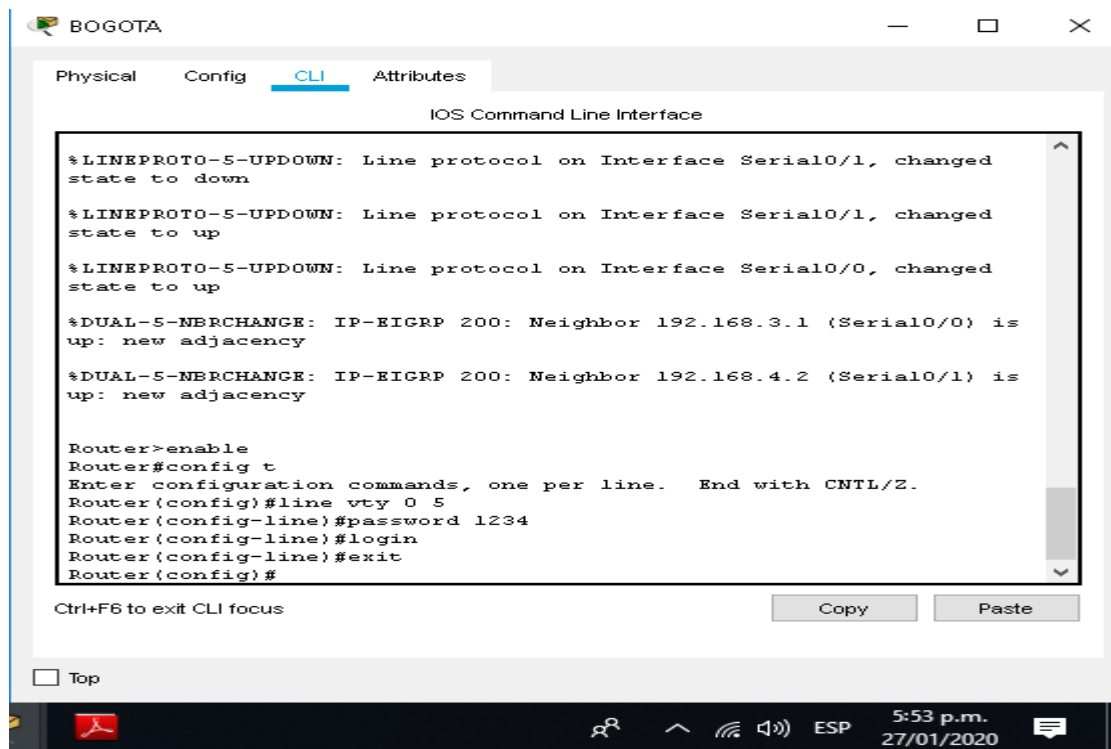 BOGOTA
Physical Config CLI Attributes
IOS Command Line Interface
%LINEPROTO-5-UPDOWN: Line protocol on Interface Serial0/1, changed
state to down
%LINEPROTO-5-UPDOWN: Line protocol on Interface Serial0/1, changed
state to up
%LINEPROTO-5-UPDOWN: Line protocol on Interface Serial0/0, changed
state to up
%DUAL-5-NBRCHANGE: IP-EIGRP 200: Neighbor 192.168.3.1 (Serial0/0) is
up: new adjacency
%DUAL-5-NBRCHANGE: IP-EIGRP 200: Neighbor 192.168.4.2 (Serial0/1) is
up: new adjacency
Router>enable
Router#config t
Enter configuration commands, one per line. End with CNTL/Z.
Router(config)#line vty 0 5
Router(config-line)#password 1234
Router(config-line)#login
Router(config-line)#exit
Router(config)#
Ctrl+F6 to exit CLI focus
Copy Paste
Top
ESP
5:53 p.m.
27/01/2020